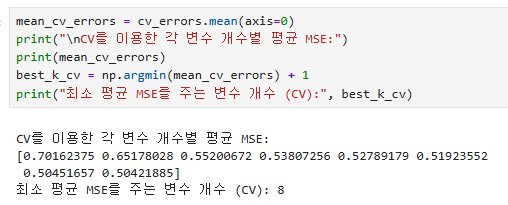 mean_cv_errors = cv_errors.mean(axis=0)
print("\nCV를 이용한 각 변수 개수별 평균 MSE:")
print(mean_cv_errors)
best_k_cv = np.argmin(mean_cv_errors) + 1
print("최소 평균 MSE를 주는 변수 개수 (CV):", best_k_cv)
CV를 이용한 각 변수 개수별 평균 MSE:
[0.70162375 0.65178028 0.55200672 0.53807256 0.52789179 0.51923552
 0.50451657 0.50421885]
최소 평균 MSE를 주는 변수 개수 (CV): 8